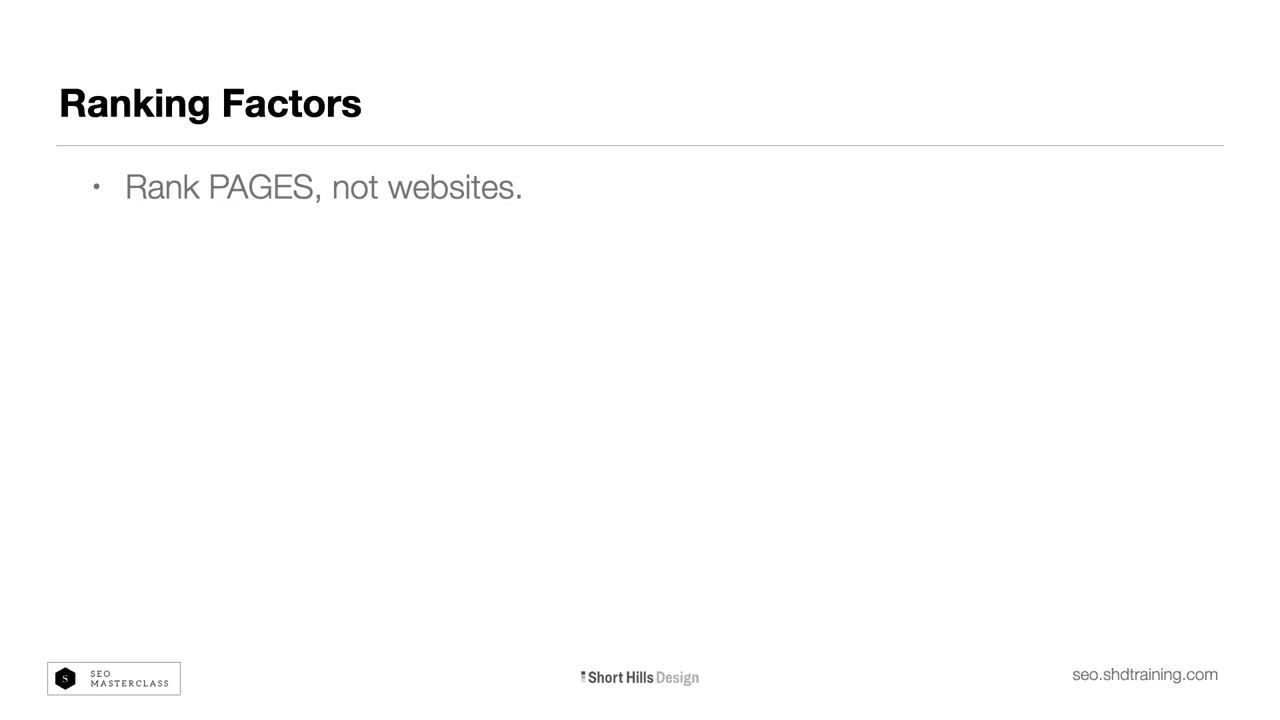 Ranking Factors
• Rank PAGES, not websites.
S
SEO
MASTERCLASS
Short Hills Design
seo.shdtraining.com